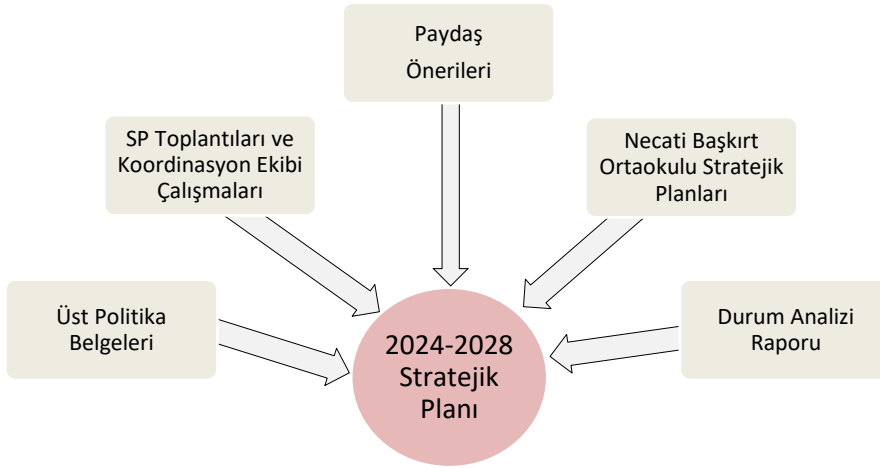 Paydaş
Önerileri
SP Toplantıları ve
Koordinasyon Ekibi
Çalışmaları
Necati Başkırt
Ortaokulu Stratejik
Planları
Üst Politika
Belgeleri
Durum Analizi
Raporu
2024-2028
Stratejik
Planı